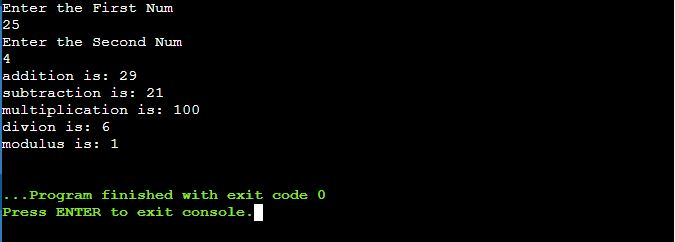 Enter the First Num
25
Enter the Second Num
4
addition is: 29
subtraction is: 21
multiplication is: 100
divion is: 6
modulus is: 1
...Program finished with exit code 0
Press ENTER to exit console.